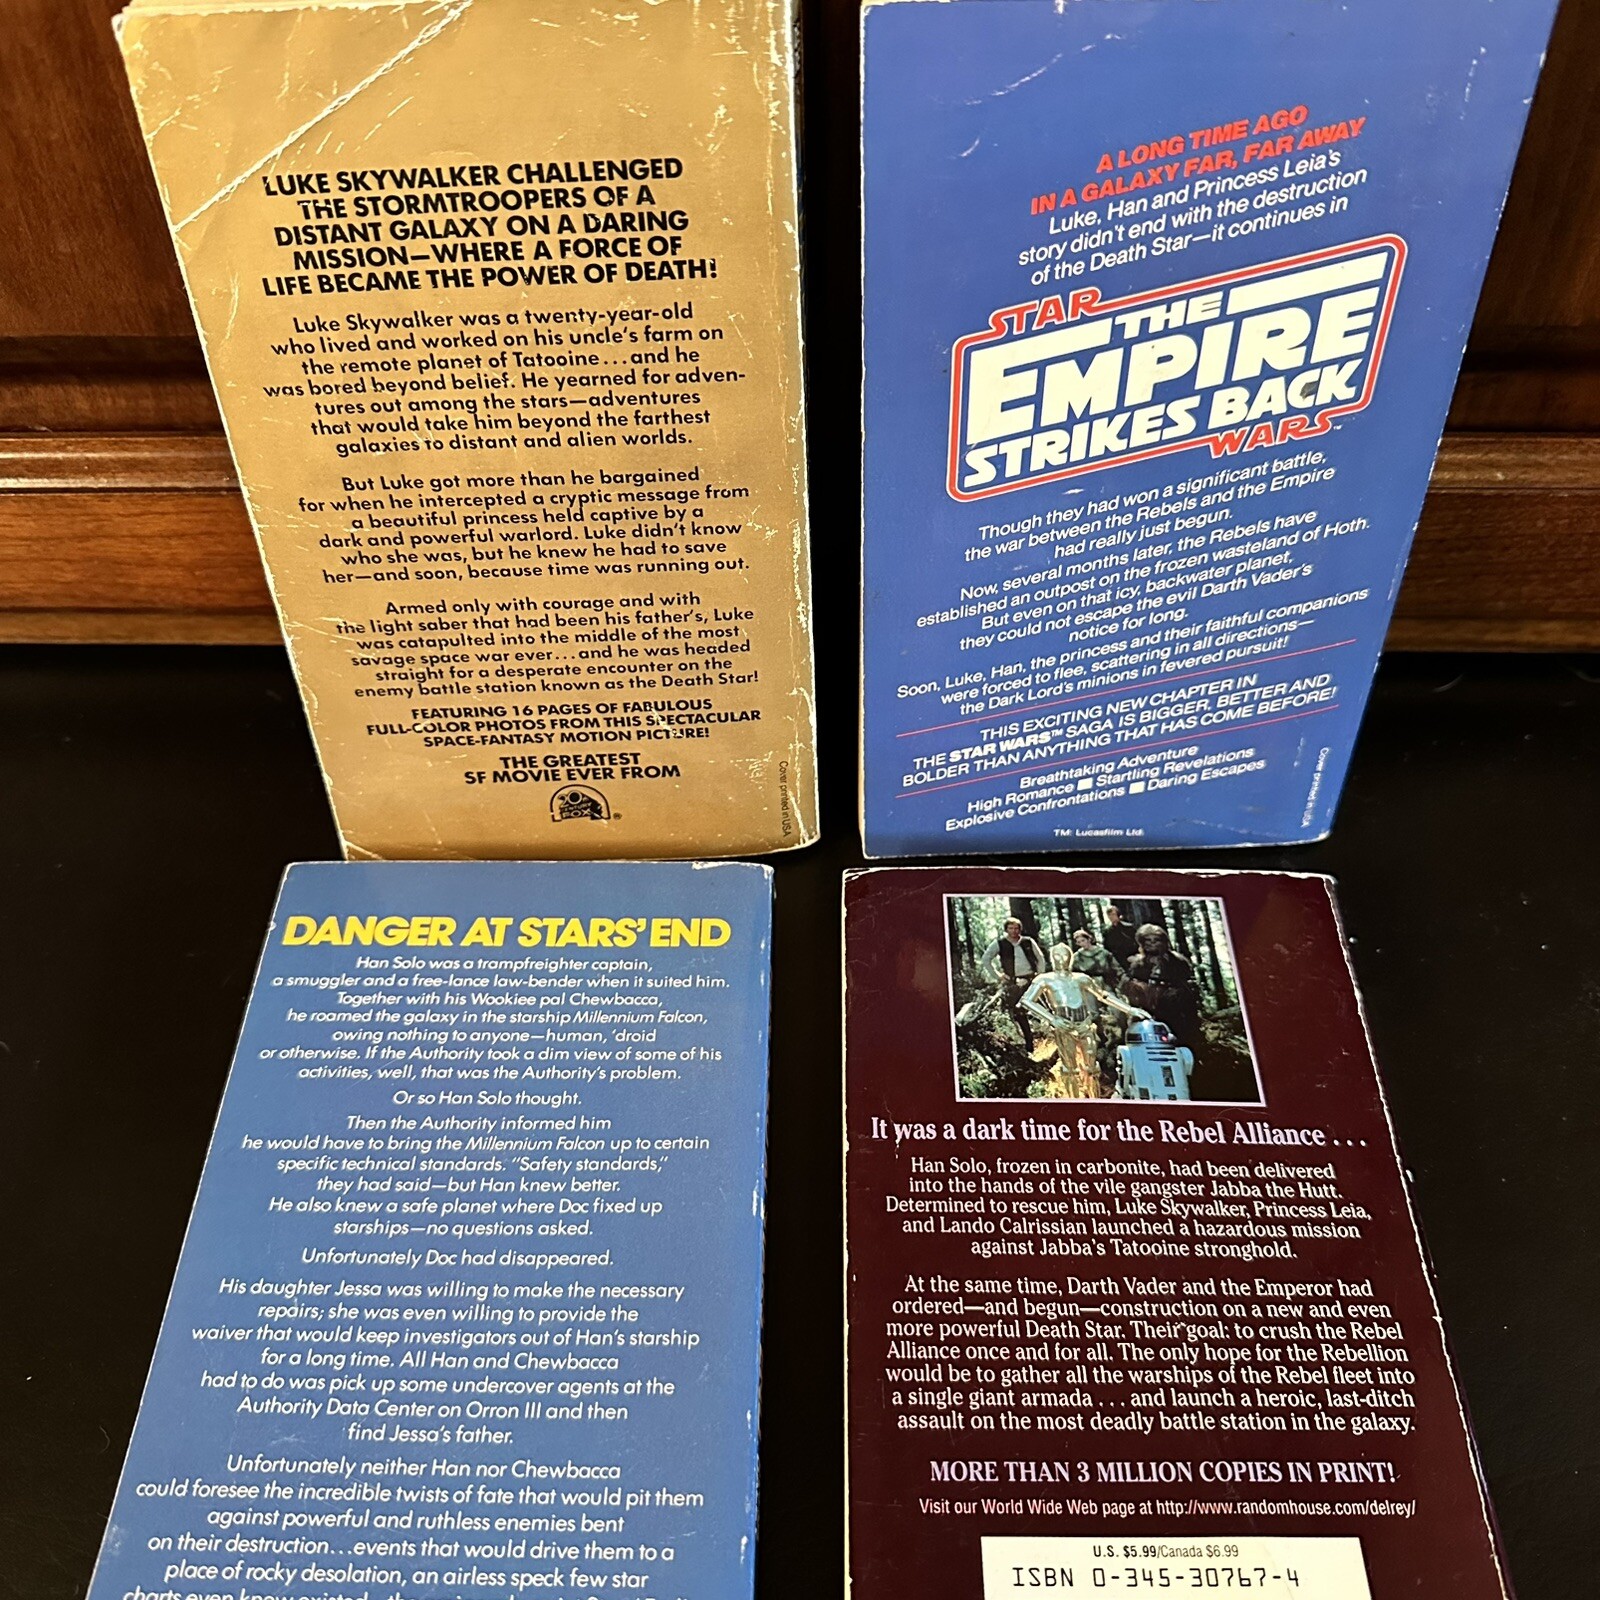 LUKE SKYWALKER CHALLENGED
THE STORMTROOPERS OF A
DISTANT GALAXY ON A DARING
MISSION—WHERE A FORCE OF
LIFE BECAME THE POWER OF DEATH!
Luke Skywalker was a twenty-year-old
who lived and worked on his uncle's farm on
the remote planet of Tatooine...and he
was bored beyond belief. He yearned for adven-
tures out among the stars—adventures
that would take him beyond the farthest
galaxies to distant and alien worlds.
But Luke got more than he bargained
for when he intercepted a cryptic message from
a beautiful princess held captive by a
dark and powerful warlord. Luke didn't know
who she was, but he knew he had to save
her—and soon, because time was running out.
Armed only with courage and with
the light saber that had been his father's, Luke
was catapulted into the middle of the most
savage space war ever...and he was headed
straight for a desperate encounter on the
enemy battle station known as the Death Star!
FEATURING 16 PAGES OF FABULOUS
FULL-COLOR PHOTOS FROM THIS SPECTACULAR
SPACE-FANTASY MOTION PICTURE!
THE GREATEST
SF MOVIE EVER FROM
20th CENTURY FOX ®
Cover printed in USA
A LONG TIME AGO
IN A GALAXY FAR, FAR AWAY
Luke, Han and Princess Leia's
story didn't end with the destruction
of the Death Star—it continues in
STAR
THE
EMPIRE
STRIKES BACK
WARS™
Though they had won a significant battle,
the war between the Rebels and the Empire
had really just begun.
Now, several months later, the Rebels have
established an outpost on the frozen wasteland of Hoth.
But even on that icy, backwater planet,
they could not escape the evil Darth Vader's
notice for long.
Soon, Luke, Han, the princess and their faithful companions
were forced to flee, scattering in all directions—
the Dark Lord's minions in fevered pursuit!
THIS EXCITING NEW CHAPTER IN
THE STAR WARS™ SAGA IS BIGGER, BETTER AND
BOLDER THAN ANYTHING THAT HAS COME BEFORE!
Breathtaking Adventure
High Romance ■ Startling Revelations
Explosive Confrontations ■ Daring Escapes
TM: Lucasfilm Ltd.
Cover printed in USA
DANGER AT STARS' END
Han Solo was a trampfreighter captain,
a smuggler and a free-lance law-bender when it suited him.
Together with his Wookiee pal Chewbacca,
he roamed the galaxy in the starship Millennium Falcon,
owing nothing to anyone—human, 'droid
or otherwise. If the Authority took a dim view of some of his
activities, well, that was the Authority's problem.
Or so Han Solo thought.
Then the Authority informed him
he would have to bring the Millennium Falcon up to certain
specific technical standards. "Safety standards,"
they had said—but Han knew better.
He also knew a safe planet where Doc fixed up
starships—no questions asked.
Unfortunately Doc had disappeared.
His daughter Jessa was willing to make the necessary
repairs; she was even willing to provide the
waiver that would keep investigators out of Han's starship
for a long time. All Han and Chewbacca
had to do was pick up some undercover agents at the
Authority Data Center on Orron III and then
find Jessa's father.
Unfortunately neither Han nor Chewbacca
could foresee the incredible twists of fate that would pit them
against powerful and ruthless enemies bent
on their destruction...events that would drive them to a
place of rocky desolation, an airless speck few star
charts even know existed
It was a dark time for the Rebel Alliance . . .
Han Solo, frozen in carbonite, had been delivered
into the hands of the vile gangster Jabba the Hutt.
Determined to rescue him, Luke Skywalker, Princess Leia,
and Lando Calrissian launched a hazardous mission
against Jabba's Tatooine stronghold.
At the same time, Darth Vader and the Emperor had
ordered—and begun—construction on a new and even
more powerful Death Star. Their goal: to crush the Rebel
Alliance once and for all. The only hope for the Rebellion
would be to gather all the warships of the Rebel fleet into
a single giant armada . . . and launch a heroic, last-ditch
assault on the most deadly battle station in the galaxy.
MORE THAN 3 MILLION COPIES IN PRINT!
Visit our World Wide Web page at http://www.randomhouse.com/delrey/
U.S. $5.99/Canada $6.99
ISBN 0-345-30767-4